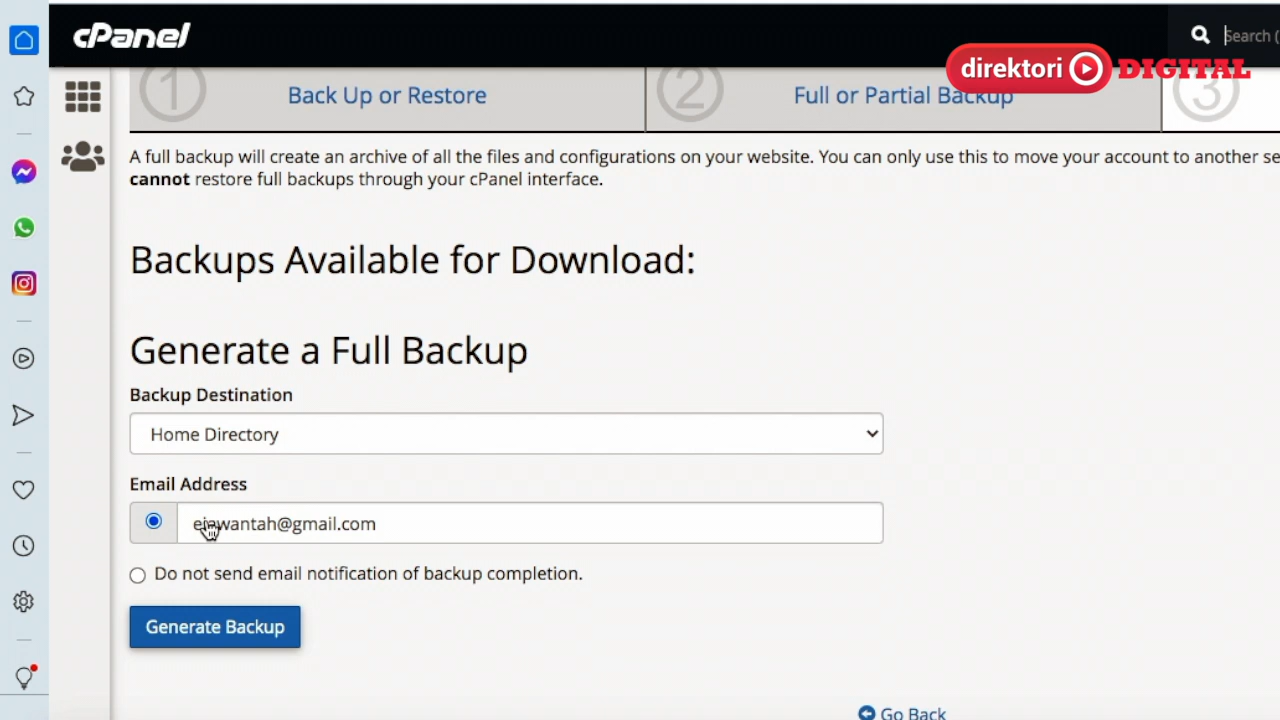 cPanel
Search (
direktori DIGITAL
1 Back Up or Restore
2 Full or Partial Backup
3
A full backup will create an archive of all the files and configurations on your website. You can only use this to move your account to another se
cannot restore full backups through your cPanel interface.
Backups Available for Download:
Generate a Full Backup
Backup Destination
Home Directory
Email Address
@gmail.com
Do not send email notification of backup completion.
Generate Backup
Go Back